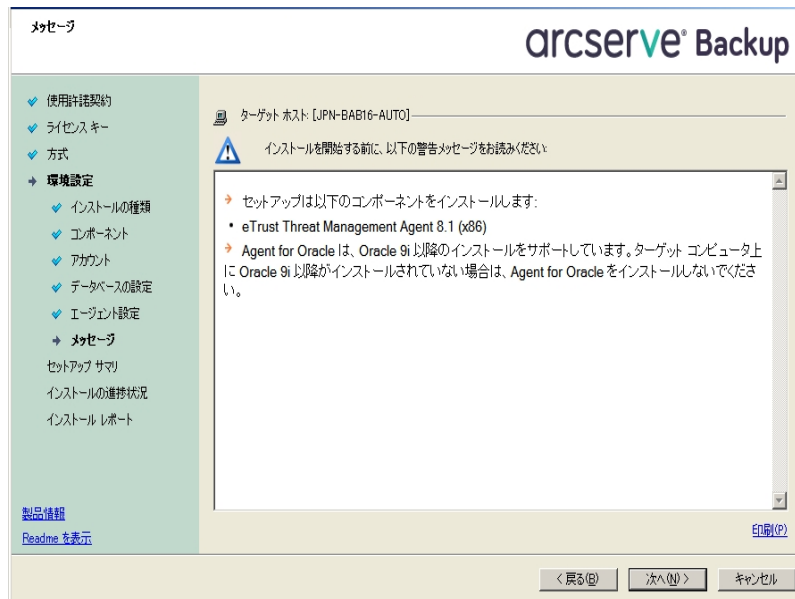 メッセージ
arcserve® Backup
使用許諾契約
ライセンス キー
方式
環境設定
インストールの種類
コンポーネント
アカウント
データベースの設定
エージェント設定
メッセージ
セットアップ サマリ
インストールの進捗状況
インストール レポート
製品情報
Readme を表示
ターゲット ホスト: [JPN-BAB16-AUTO]
インストールを開始する前に、以下の警告メッセージをお読みください:
セットアップは以下のコンポーネントをインストールします:
• eTrust Threat Management Agent 8.1 (x86)
Agent for Oracle は、Oracle 9i 以降のインストールをサポートしています。ターゲット コンピュータ上
に Oracle 9i 以降がインストールされていない場合は、Agent for Oracle をインストールしないでくださ
い。
印刷(P)
< 戻る(B)
次へ(N) >
キャンセル